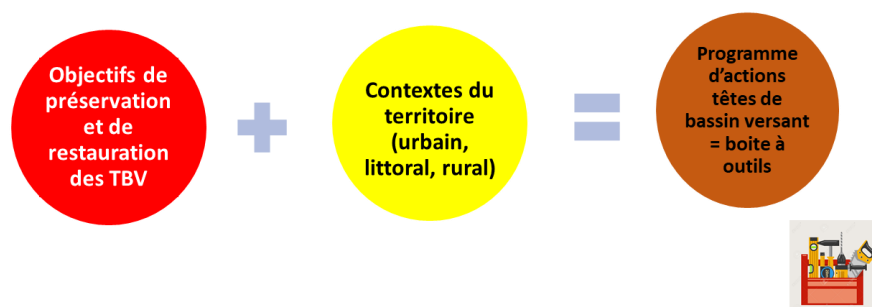 Objectifs de
préservation
et de
restauration
des TBV
+
Contextes du
territoire
(urbain,
littoral, rural)
=
Programme
d'actions
têtes de
bassin versant
= boite à
outils